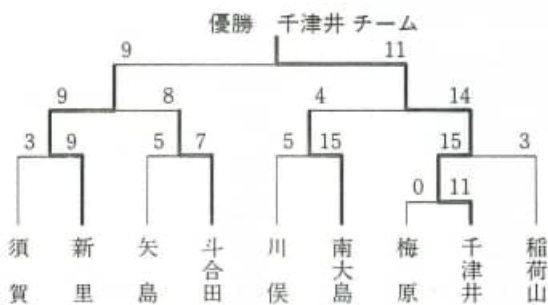 優勝 千津井 チーム
9 11
9 8 4 14
3 9 5 7 5 15 15 3
0 11
須賀 新里 矢島 斗合田 川俣 南大島 梅原 千津井 稲荷山